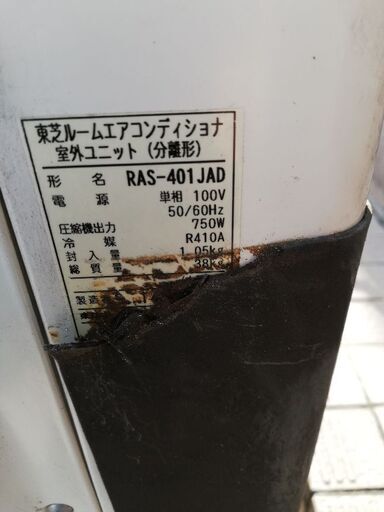 東芝ルームエアコンディショナ
室外ユニット（分離形）
形名 RAS-401JAD
電源 単相 100V
50/60Hz
圧縮機出力 750W
冷媒 R410A
封入量 1.05kg
総質量 38kg
製造